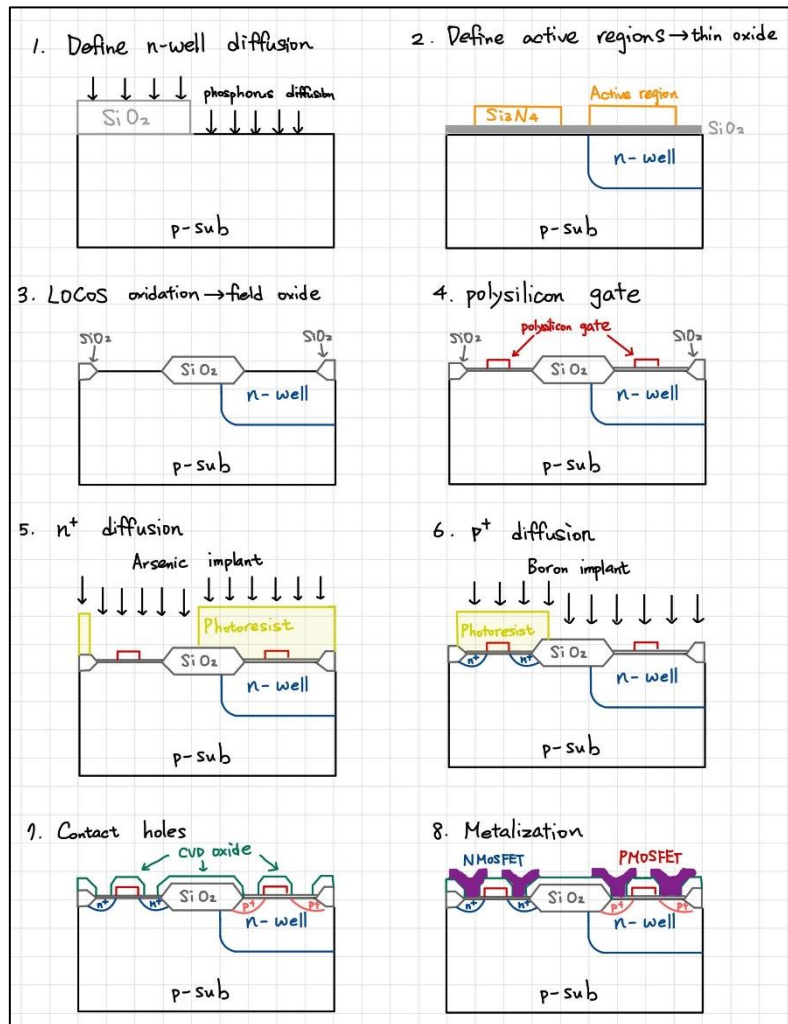 1. Define n-well diffusion
phosphorus diffusion
SiO2
p-sub
2. Define active regions→thin oxide
Active region
Si3N4
SiO2
n-well
p-sub
3. LOCOS oxidation→field oxide
SiO2
SiO2
SiO2
n-well
p-sub
4. polysilicon gate
polysilicon gate
SiO2
SiO2
n-well
p-sub
5. n+ diffusion
Arsenic implant
Photoresist
SiO2
n-well
p-sub
6. p+ diffusion
Boron implant
Photoresist
n+
n+
SiO2
n-well
p-sub
7. Contact holes
CVD oxide
n+
n+
SiO2
p+
p+
n-well
p-sub
8. Metalization
NMOSFET
PMOSFET
n+
n+
SiO2
p+
p+
n-well
p-sub